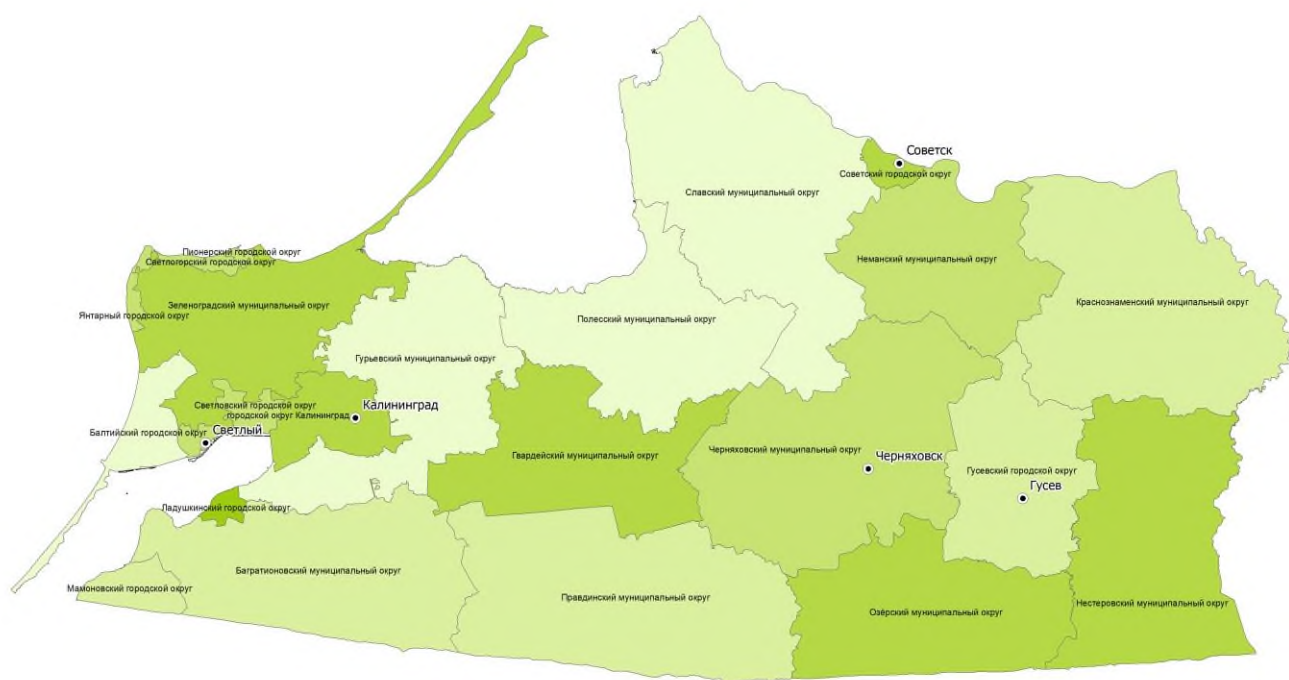 Советск
Советский городской округ
Славский муниципальный округ
Пионерский городской округ
Светлогорский городской округ
Неманский муниципальный округ
Зеленоградский муниципальный округ
Краснознаменский муниципальный округ
Янтарный городской округ
Полесский муниципальный округ
Гурьевский муниципальный округ
Светловский городской округ
Калининград
городской округ Калининград
Балтийский городской округ
Светлый
Гвардейский муниципальный округ
Черняховский муниципальный округ
Черняховск
Гусевский городской округ
Гусев
Ладушкинский городской округ
Багратионовский муниципальный округ
Мамоновский городской округ
Правдинский муниципальный округ
Озёрский муниципальный округ
Нестеровский муниципальный округ